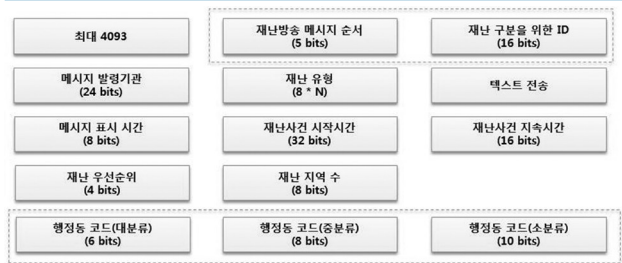 최대 4093
재난방송 메시지 순서
(5 bits)
재난 구분을 위한 ID
(16 bits)
메시지 발령기관
(24 bits)
재난 유형
(8 * N)
텍스트 전송
메시지 표시 시간
(8 bits)
재난사건 시작시간
(32 bits)
재난사건 지속시간
(16 bits)
재난 우선순위
(4 bits)
재난 지역 수
(8 bits)
행정동 코드(대분류)
(6 bits)
행정동 코드(중분류)
(8 bits)
행정동 코드(소분류)
(10 bits)